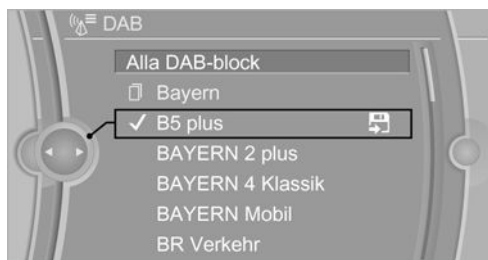 DAB
Alla DAB-block
Bayern
B5 plus
BAYERN 2 plus
BAYERN 4 Klassik
BAYERN Mobil
BR Verkehr